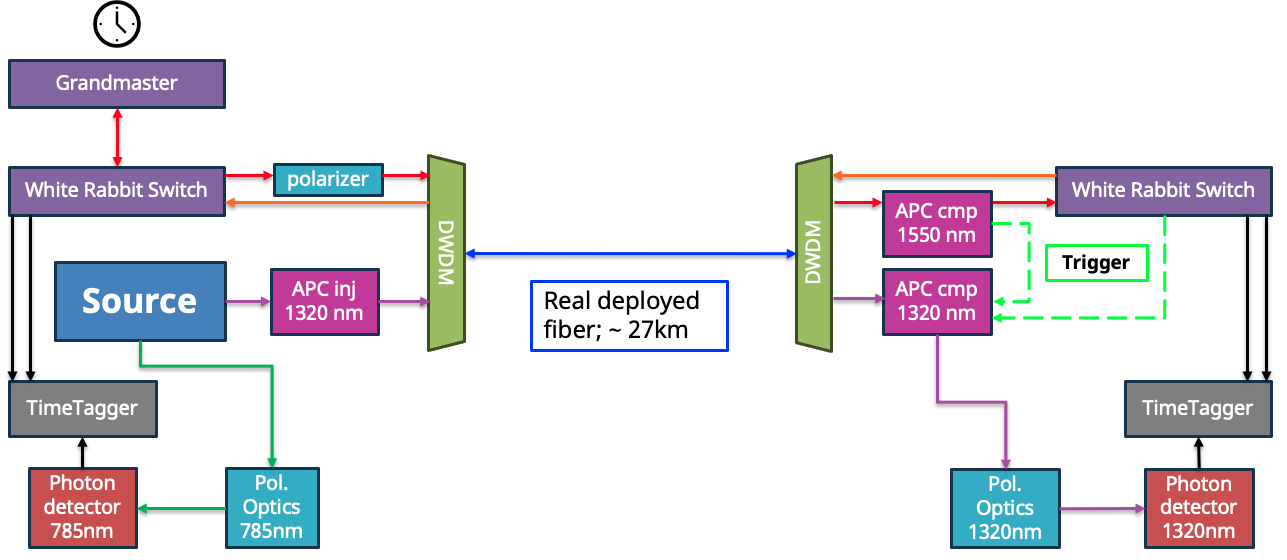 Grandmaster
White Rabbit Switch
polarizer
DWDM
Source
APC inj
1320 nm
TimeTagger
Photon
detector
785nm
Pol.
Optics
785nm
Real deployed
fiber; ~ 27km
DWDM
APC cmp
1550 nm
APC cmp
1320 nm
White Rabbit Switch
Trigger
TimeTagger
Pol.
Optics
1320nm
Photon
detector
1320nm